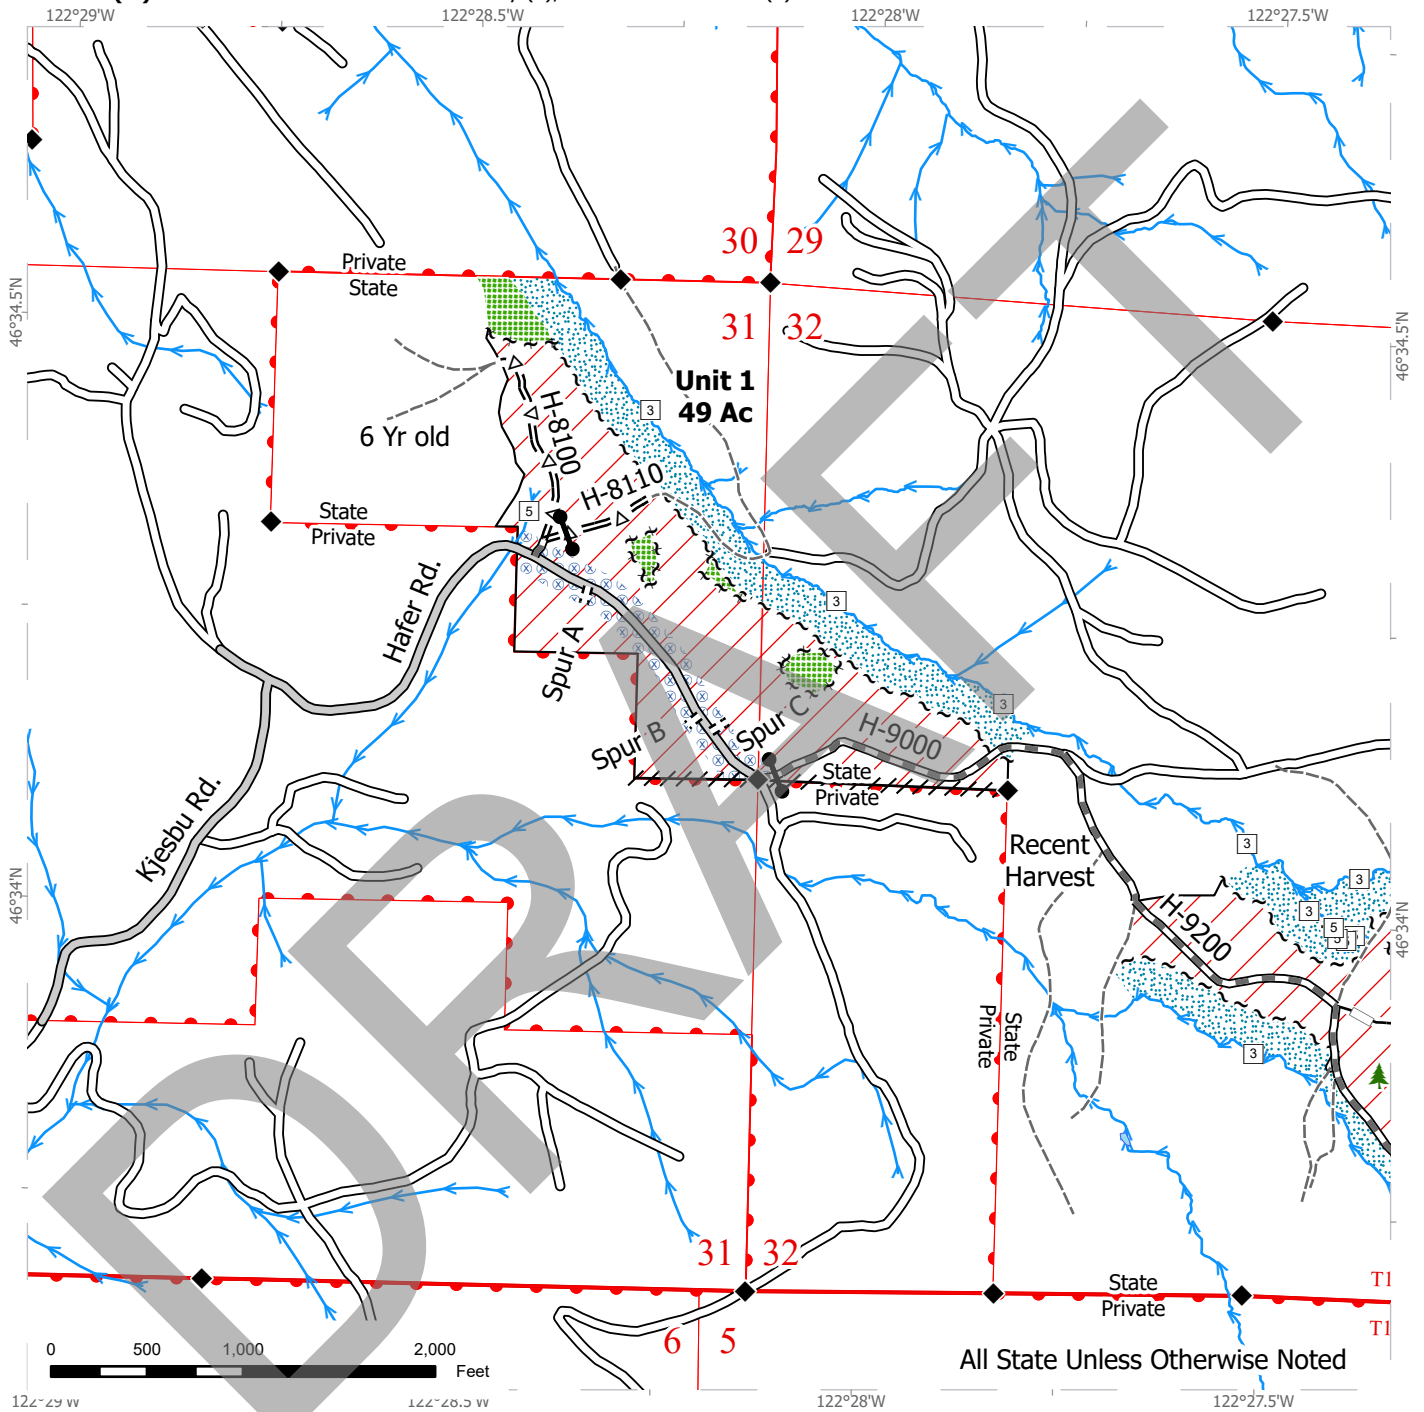 122°29'W
122°28.5'W
122°28'W
122°27.5'W
30
29
Private
State
46°34.5'N
46°34.5'N
31
32
Unit 1
49 Ac
3
H-8100
6 Yr old
H-8110
5
State
Private
Hafer Rd.
3
Spur A
3
Spur B
Spur C
H-9000
State
Private
Kjesbu Rd.
Recent
Harvest
3
3
46°34'N
46°34'N
3
H-9200
5
5
State
Private
3
31
32
State
Private
T1
T1
6
5
0
500
1,000
2,000
Feet
All State Unless Otherwise Noted
122°29'W
122°28.5'W
122°28'W
122°27.5'W
DRAFT